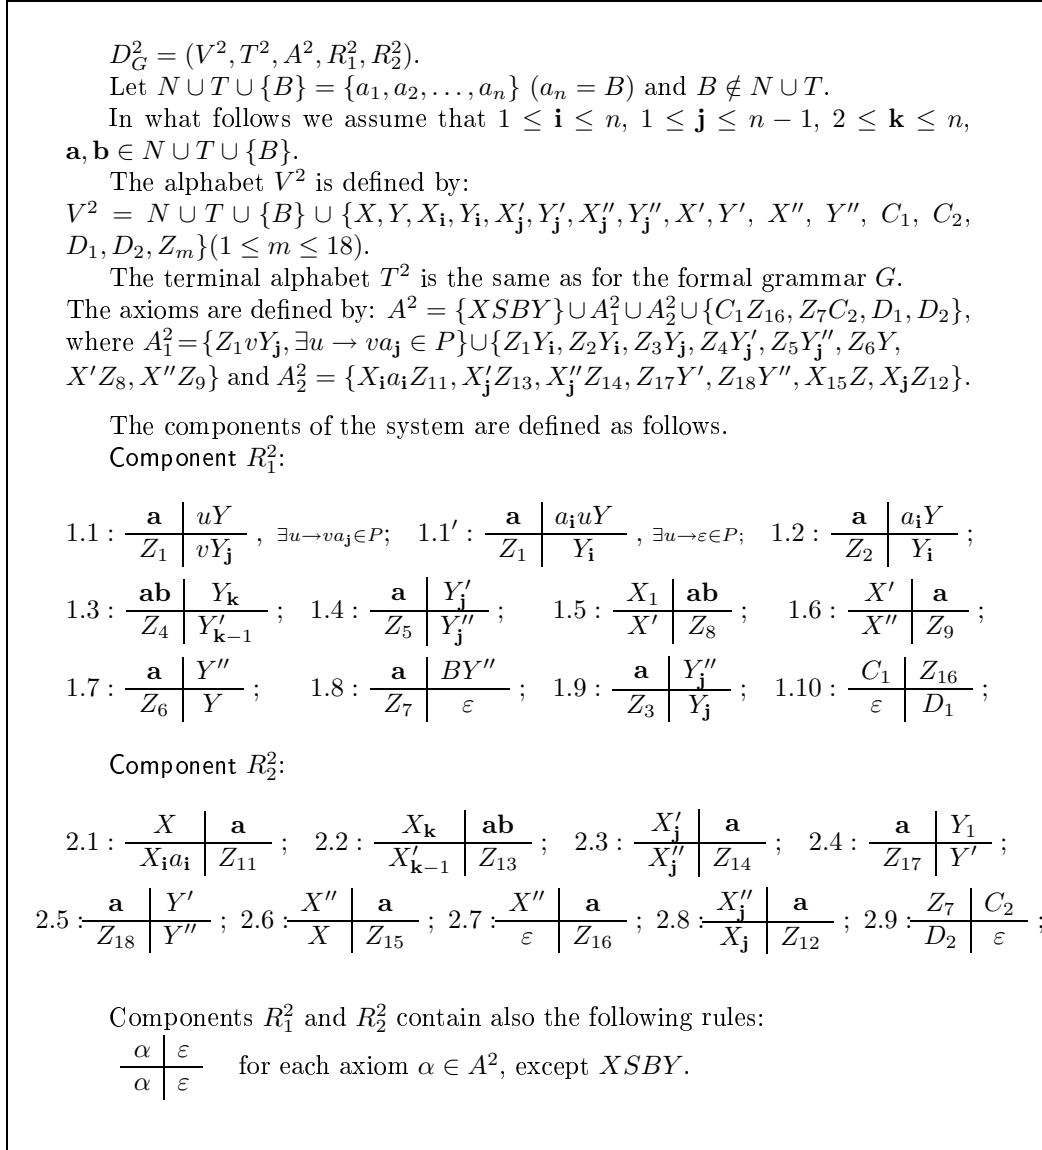 D_G^2 = (V^2, T^2, A^2, R_1^2, R_2^2).
Let N ∪ T ∪ {B} = {a_1, a_2, . . . , a_n} (a_n = B) and B ∉ N ∪ T.
In what follows we assume that 1 ≤ i ≤ n, 1 ≤ j ≤ n − 1, 2 ≤ k ≤ n,
a, b ∈ N ∪ T ∪ {B}.
The alphabet V^2 is defined by:
V^2 = N ∪ T ∪ {B} ∪ {X, Y, X_i, Y_i, X'_j, Y'_j, X''_j, Y''_j, X', Y', X'', Y'', C_1, C_2,
D_1, D_2, Z_m}(1 ≤ m ≤ 18).
The terminal alphabet T^2 is the same as for the formal grammar G.
The axioms are defined by: A^2 = {XSBY} ∪ A_1^2 ∪ A_2^2 ∪ {C_1Z_16, Z_7C_2, D_1, D_2},
where A_1^2 = {Z_1vY_j, ∃u → va_j ∈ P} ∪ {Z_1Y_i, Z_2Y_i, Z_3Y_j, Z_4Y'_j, Z_5Y''_j, Z_6Y,
X'Z_8, X''Z_9} and A_2^2 = {X_ia_iZ_11, X'_jZ_13, X''_jZ_14, Z_17Y', Z_18Y'', X_15Z, X_jZ_12}.
The components of the system are defined as follows.
Component R_1^2:
1.1 : a | uY / Z_1 | vY_j , ∃u→va_j∈P; 1.1' : a | a_iuY / Z_1 | Y_i , ∃u→ε∈P; 1.2 : a | a_iY / Z_2 | Y_i ;
1.3 : ab | Y_k / Z_4 | Y'_{k−1} ; 1.4 : a | Y'_j / Z_5 | Y''_j ; 1.5 : X_1 | ab / X' | Z_8 ; 1.6 : X' | a / X'' | Z_9 ;
1.7 : a | Y'' / Z_6 | Y ; 1.8 : a | BY'' / Z_7 | ε ; 1.9 : a | Y''_j / Z_3 | Y_j ; 1.10 : C_1 | Z_16 / ε | D_1 ;
Component R_2^2:
2.1 : X | a / X_ia_i | Z_11 ; 2.2 : X_k | ab / X'_{k−1} | Z_13 ; 2.3 : X'_j | a / X''_j | Z_14 ; 2.4 : a | Y_1 / Z_17 | Y' ;
2.5 : a | Y' / Z_18 | Y'' ; 2.6 : X'' | a / X | Z_15 ; 2.7 : X'' | a / ε | Z_16 ; 2.8 : X''_j | a / X_j | Z_12 ; 2.9 : Z_7 | C_2 / D_2 | ε ;
Components R_1^2 and R_2^2 contain also the following rules:
α | ε / α | ε for each axiom α ∈ A^2, except XSBY.